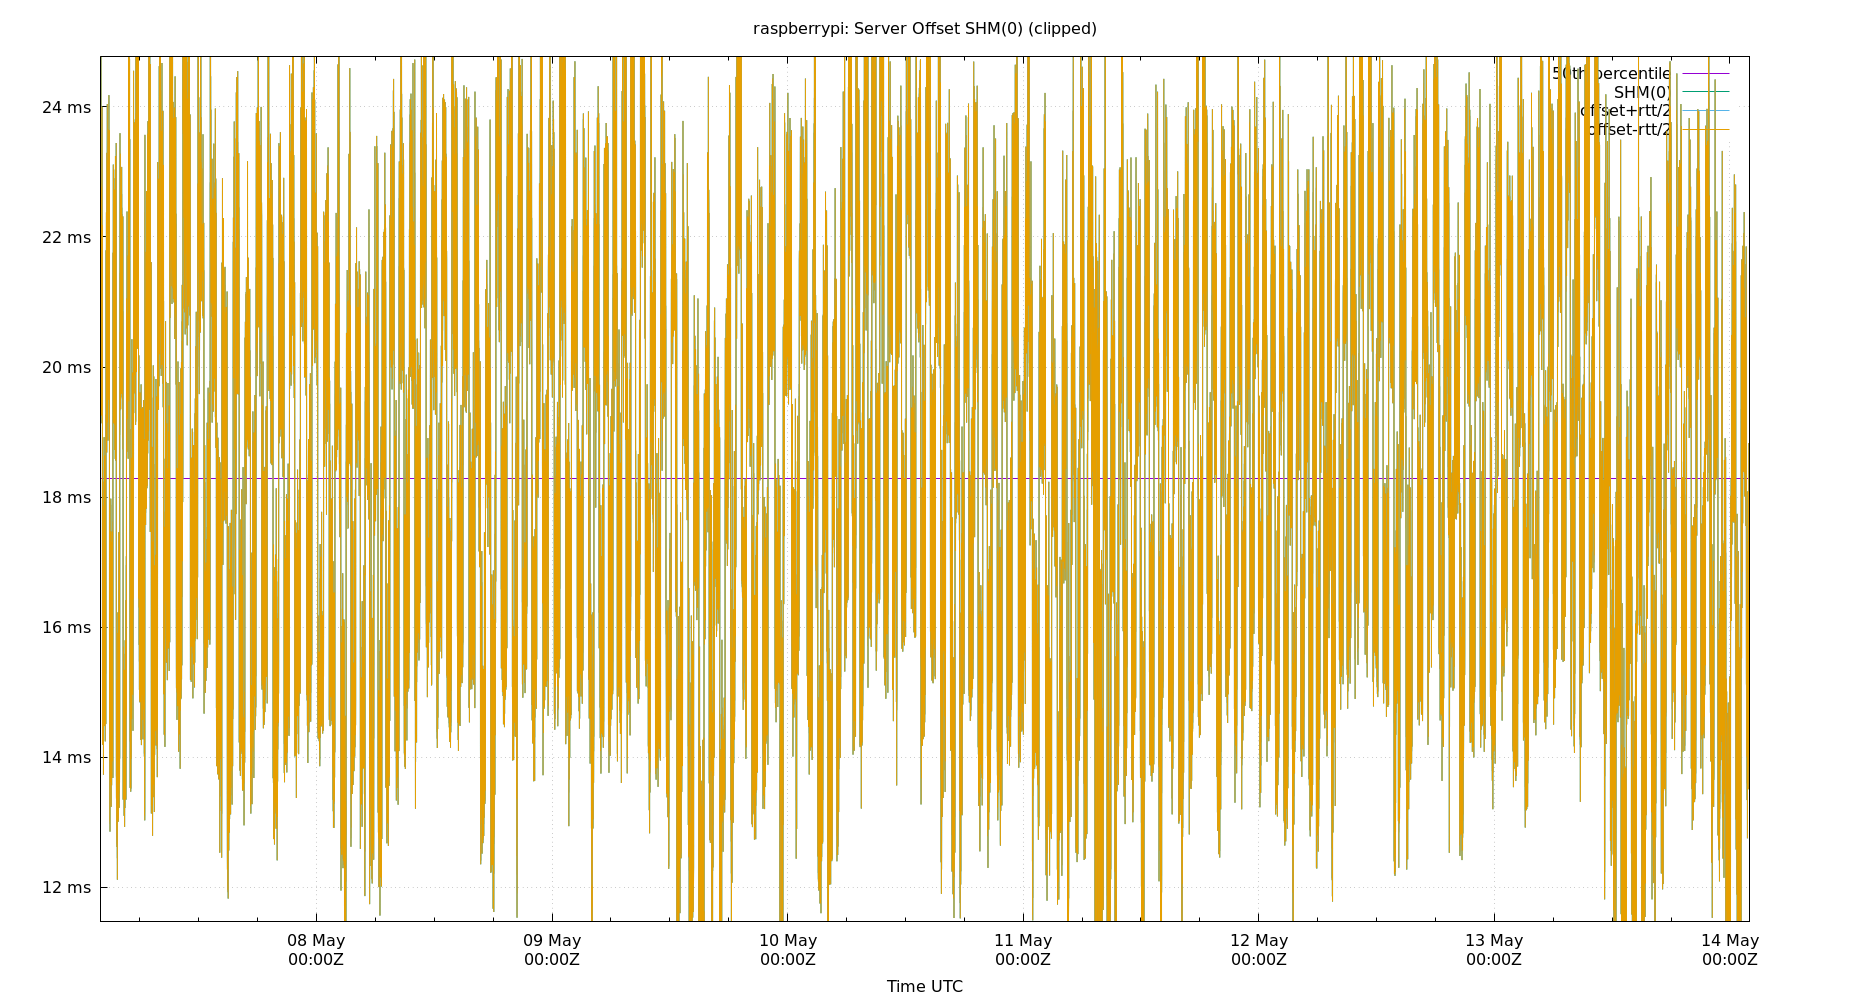 raspberrypi: Server Offset SHM(0) (clipped)
50th percentile
SHM(0)
offset+rtt/2
offset-rtt/2
24 ms
22 ms
20 ms
18 ms
16 ms
14 ms
12 ms
08 May
00:00Z
09 May
00:00Z
10 May
00:00Z
11 May
00:00Z
12 May
00:00Z
13 May
00:00Z
14 May
00:00Z
Time UTC